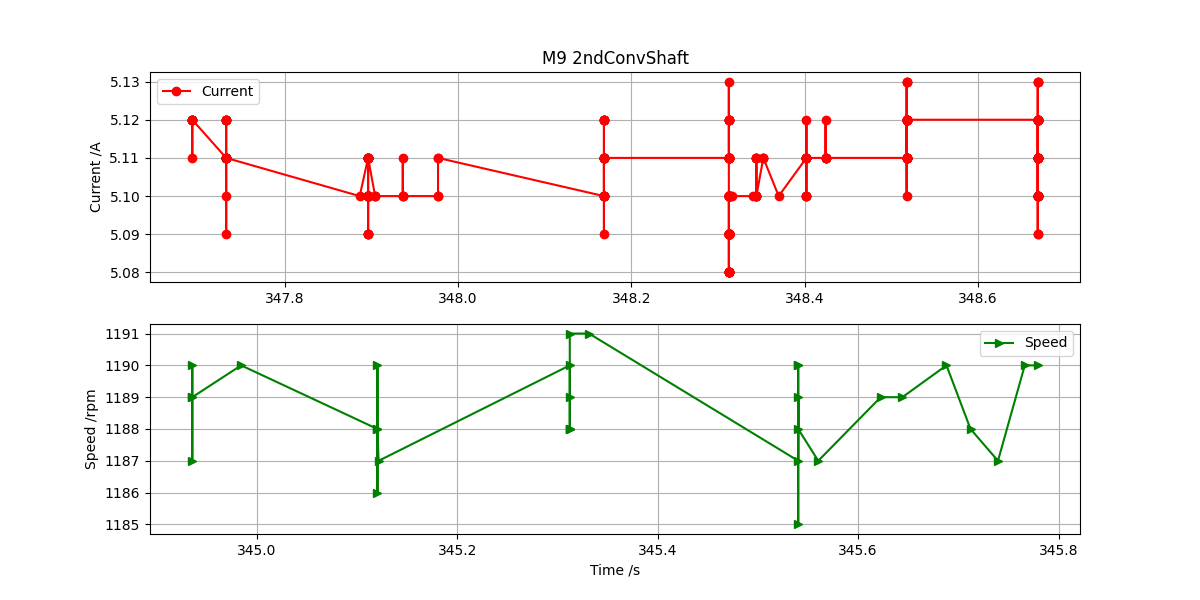 M9 2ndConvShaft
Current
Current /A
5.13
5.12
5.11
5.10
5.09
5.08
347.8 348.0 348.2 348.4 348.6
Speed
Speed /rpm
1191
1190
1189
1188
1187
1186
1185
345.0 345.2 345.4 345.6 345.8
Time /s